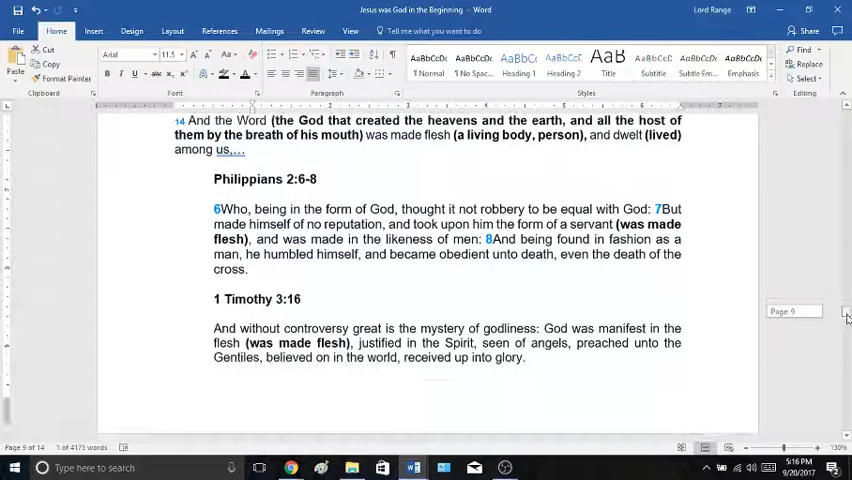 Jesus was God in the Beginning - Word
Lord Range
File Home Insert Draw Design Layout References Mailings Review View Tell me what you want to do... Share
Cut
Copy
Format Painter
Paste
Clipboard
Arial 11.5
Font
Paragraph
AaBbCcDc AaBbCcDc AaBbCc AaBbCcC AaB AaBbCcC AaBbCcDc AaBbCcDc
¶ Normal ¶ No Spac... Heading 1 Heading 2 Title Subtitle Subtle Em... Emphasis
Styles
Find
Replace
Select
Editing
14 And the Word (the God that created the heavens and the earth, and all the host of
them by the breath of his mouth) was made flesh (a living body, person), and dwelt (lived)
among us,…
Philippians 2:6-8
6Who, being in the form of God, thought it not robbery to be equal with God: 7But
made himself of no reputation, and took upon him the form of a servant (was made
flesh), and was made in the likeness of men: 8And being found in fashion as a
man, he humbled himself, and became obedient unto death, even the death of the
cross.
1 Timothy 3:16
And without controversy great is the mystery of godliness: God was manifest in the
flesh (was made flesh), justified in the Spirit, seen of angels, preached unto the
Gentiles, believed on in the world, received up into glory.
Page: 9
Page 9 of 14 1 of 4175 words
130%
Type here to search
5:16 PM
9/20/2017